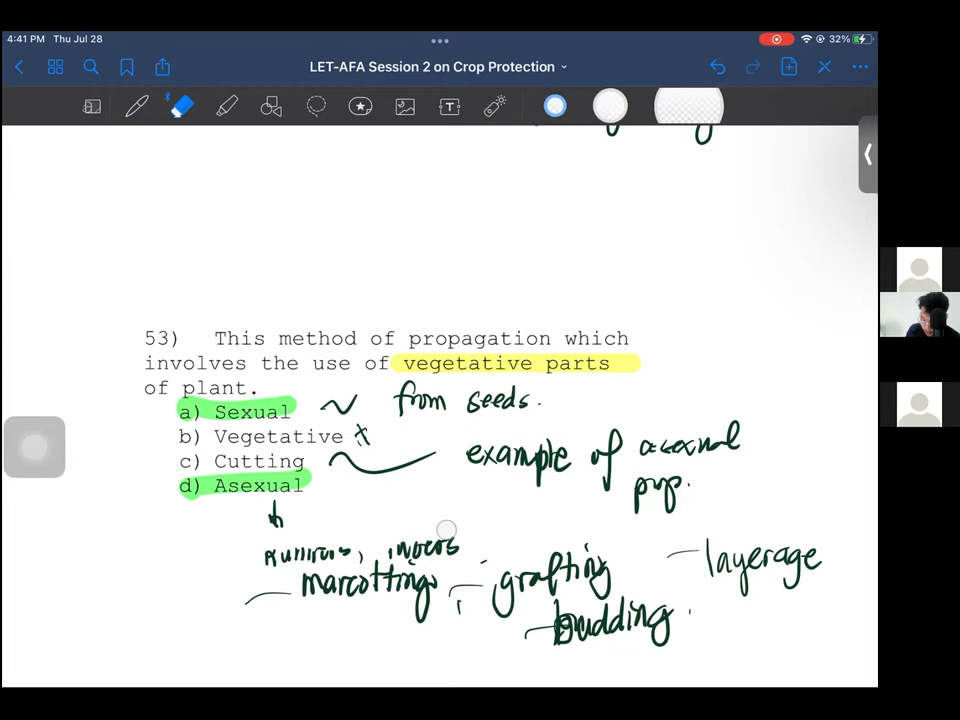 4:41 PM Thu Jul 28
32%
LET-AFA Session 2 on Crop Protection
53) This method of propagation which
involves the use of vegetative parts
of plant.
a) Sexual from seeds.
b) Vegetative x
c) Cutting example of asexual
prop.
d) Asexual
marcotting grafting layerage
budding